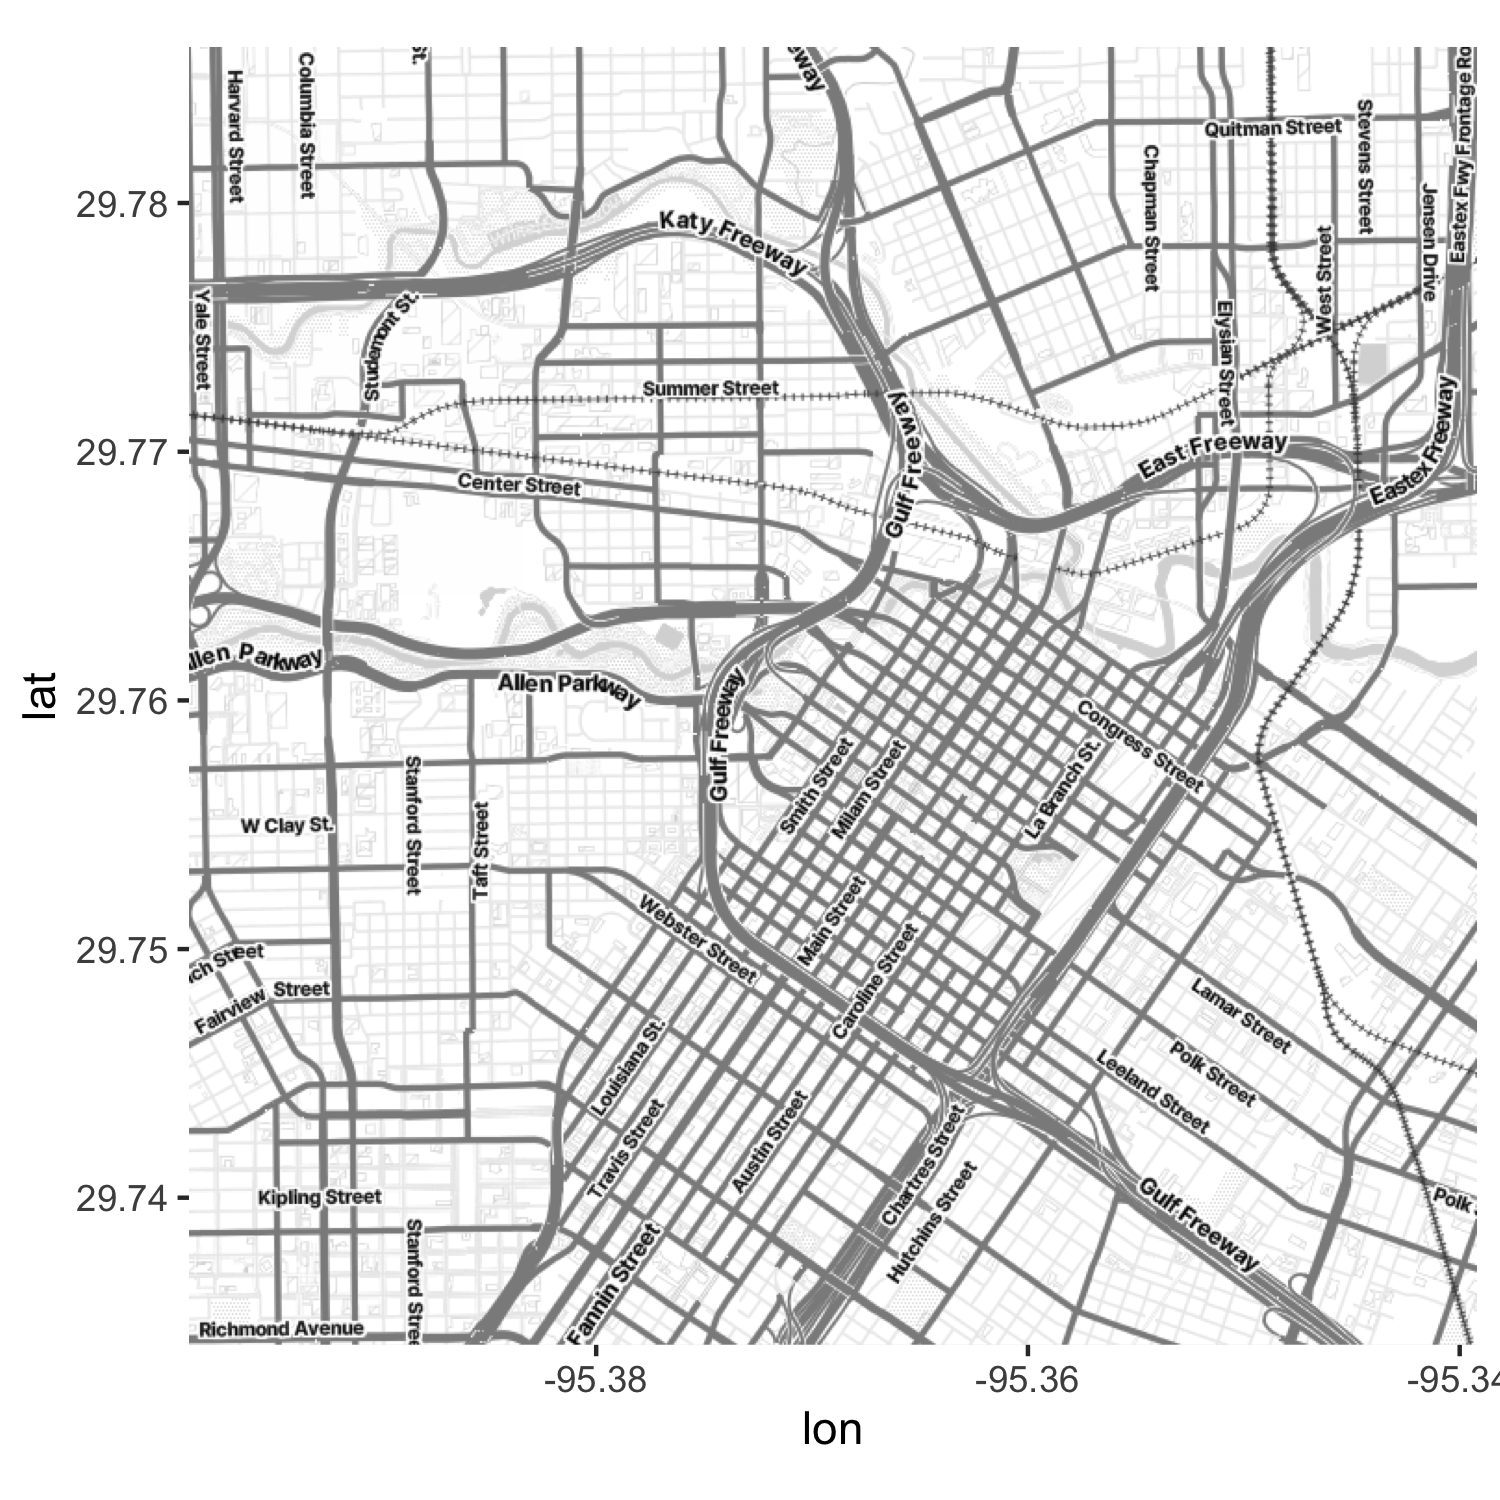 St.
eway
Harvard Street
Columbia Street
Quitman Street
Stevens Street
Eastex Fwy Frontage Ro
Chapman Street
Jensen Drive
29.78
Katy Freeway
West Street
Yale Street
Studemont St.
Elysian Street
Summer Street
Gulf Freeway
Eastex Freeway
29.77
East Freeway
Center Street
llen Parkway
Allen Parkway
lat
29.76
Gulf Freeway
Congress Street
Smith Street
Milam Street
La Branch St.
Stanford Street
Taft Street
W Clay St.
Main Street
Webster Street
Caroline Street
29.75
ch Street
Fairview Street
Lamar Street
Louisiana St.
Polk Street
Leeland Street
Travis Street
Austin Street
Chartres Street
Hutchins Street
29.74
Kipling Street
Gulf Freeway
Polk S
Stanford Stree
Fannin Street
Richmond Avenue
-95.38
-95.36
-95.34
lon